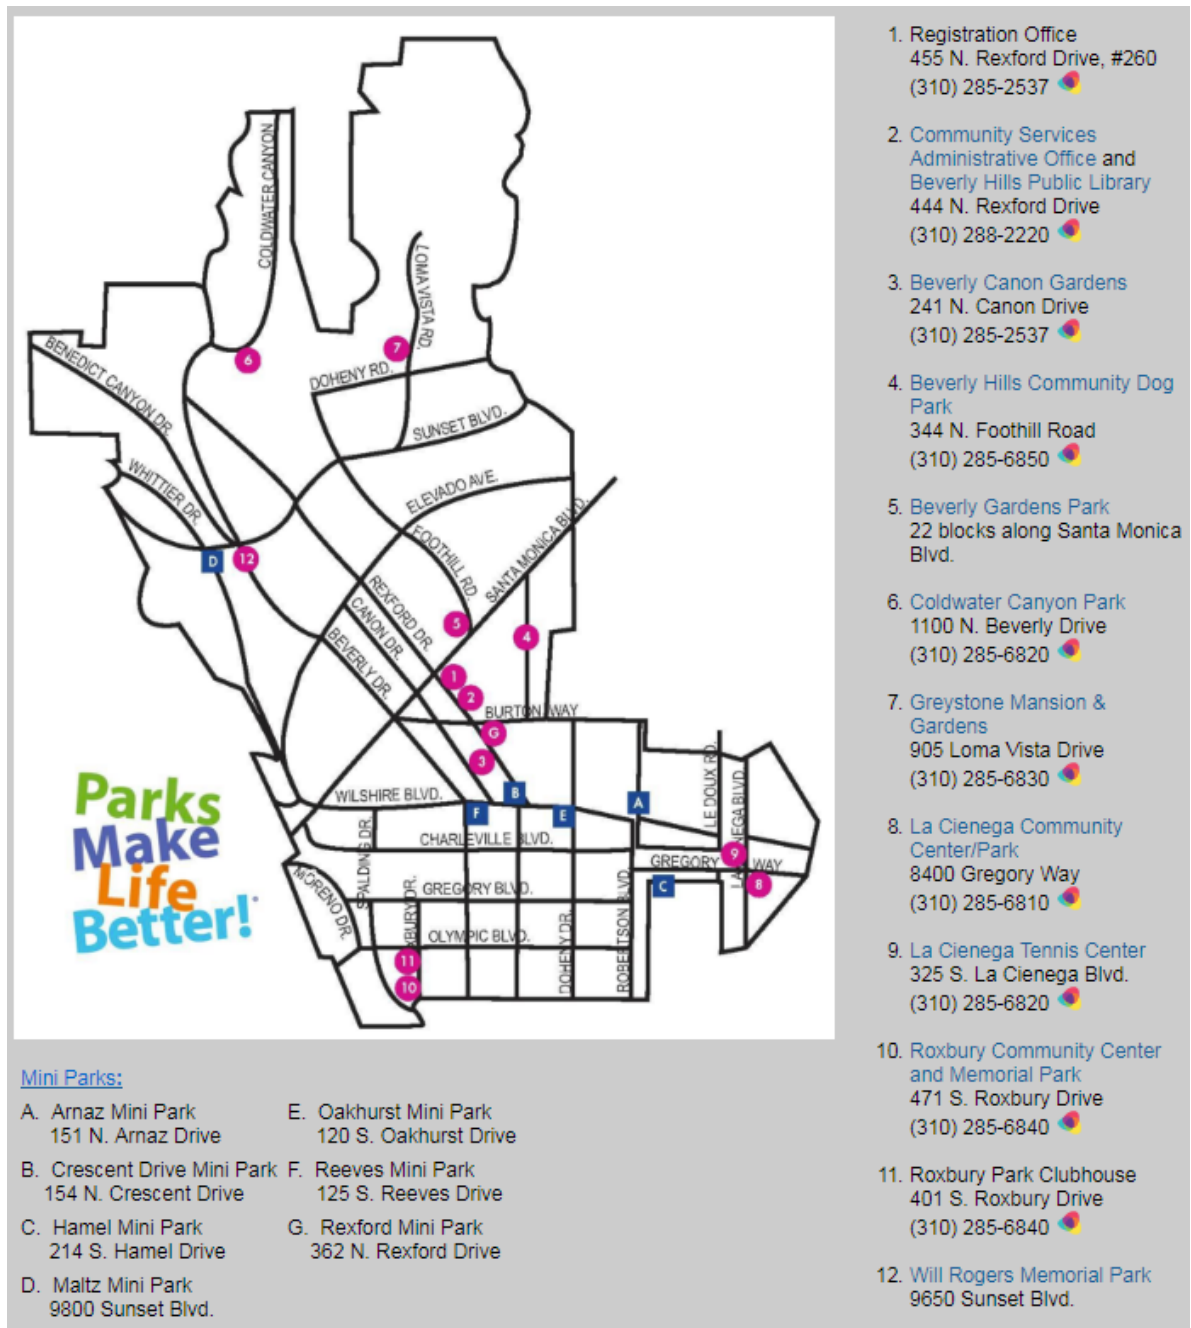 COLDWATER CANYON
LOMA VISTA RD.
BENEDICT CANYON DR.
7
6
DOHENY RD.
SUNSET BLVD.
WHITTIER DR.
ELEVADO AVE.
D
12
FOOTHILL RD.
SANTA MONICA BLVD.
REXFORD DR.
CANON DR.
BEVERLY DR.
5
4
1
2
BURTON WAY
G
3
WILSHIRE BLVD.
B
F
E
A
LE DOUX RD.
CHARLEVILLE BLVD.
SPALDING DR.
GREGORY WAY
9
8
C
MORENO DR.
GREGORY BLVD.
OLYMPIC BLVD.
DOHENY DR.
ROBERTSON BLVD.
11
10
Parks
Make
Life
Better!
1. Registration Office
455 N. Rexford Drive, #260
(310) 285-2537
2. Community Services
Administrative Office and
Beverly Hills Public Library
444 N. Rexford Drive
(310) 288-2220
3. Beverly Canon Gardens
241 N. Canon Drive
(310) 285-2537
4. Beverly Hills Community Dog
Park
344 N. Foothill Road
(310) 285-6850
5. Beverly Gardens Park
22 blocks along Santa Monica
Blvd.
6. Coldwater Canyon Park
1100 N. Beverly Drive
(310) 285-6820
7. Greystone Mansion &
Gardens
905 Loma Vista Drive
(310) 285-6830
8. La Cienega Community
Center/Park
8400 Gregory Way
(310) 285-6810
9. La Cienega Tennis Center
325 S. La Cienega Blvd.
(310) 285-6820
10. Roxbury Community Center
and Memorial Park
471 S. Roxbury Drive
(310) 285-6840
11. Roxbury Park Clubhouse
401 S. Roxbury Drive
(310) 285-6840
12. Will Rogers Memorial Park
9650 Sunset Blvd.
Mini Parks:
A. Arnaz Mini Park
151 N. Arnaz Drive
B. Crescent Drive Mini Park
154 N. Crescent Drive
C. Hamel Mini Park
214 S. Hamel Drive
D. Maltz Mini Park
9800 Sunset Blvd.
E. Oakhurst Mini Park
120 S. Oakhurst Drive
F. Reeves Mini Park
125 S. Reeves Drive
G. Rexford Mini Park
362 N. Rexford Drive